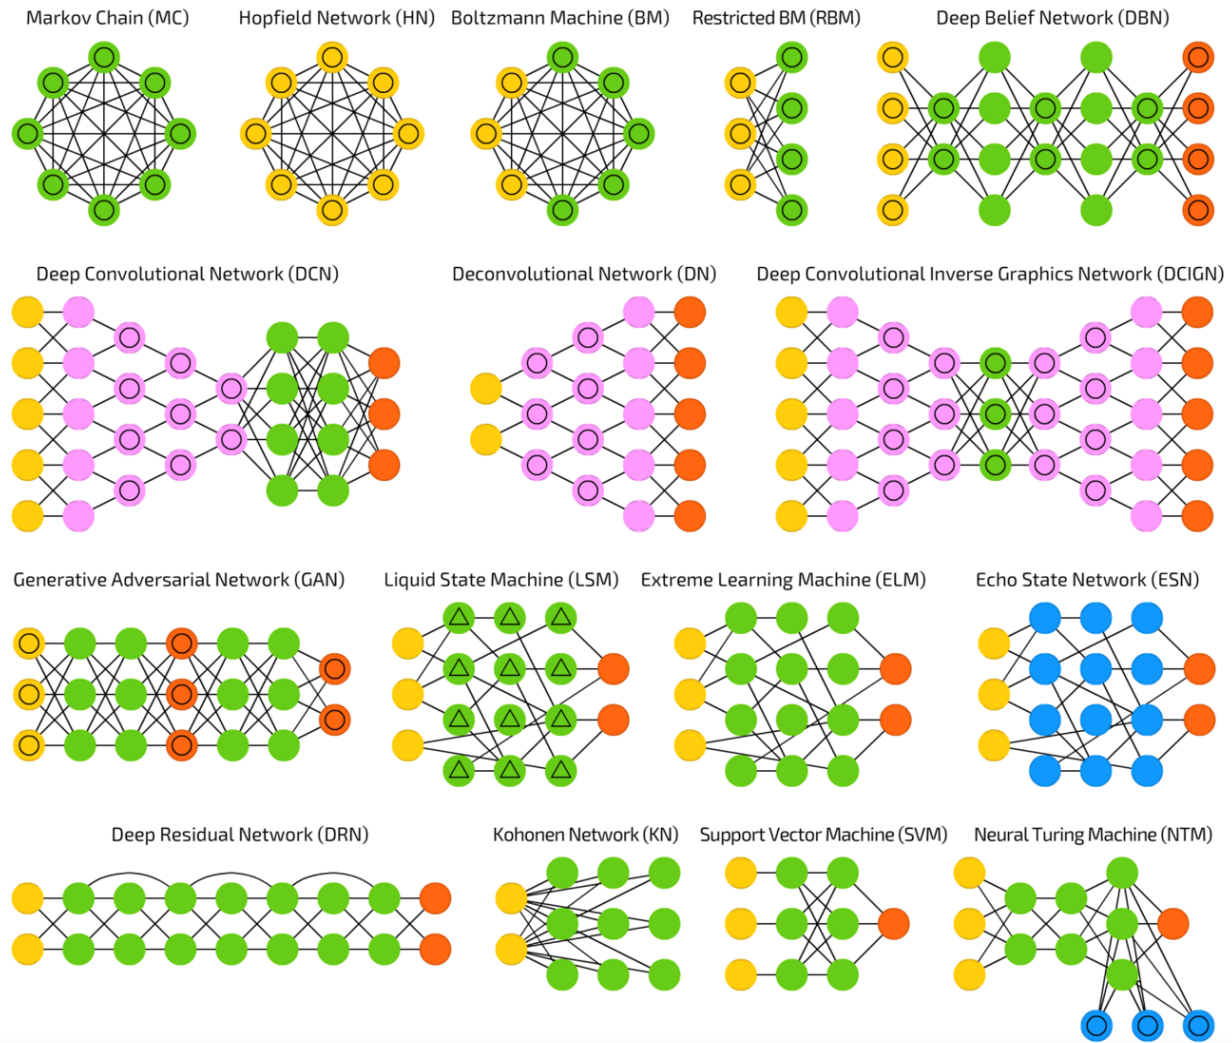 Markov Chain (MC)
Hopfield Network (HN)
Boltzmann Machine (BM)
Restricted BM (RBM)
Deep Belief Network (DBN)
Deep Convolutional Network (DCN)
Deconvolutional Network (DN)
Deep Convolutional Inverse Graphics Network (DCIGN)
Generative Adversarial Network (GAN)
Liquid State Machine (LSM)
Extreme Learning Machine (ELM)
Echo State Network (ESN)
Deep Residual Network (DRN)
Kohonen Network (KN)
Support Vector Machine (SVM)
Neural Turing Machine (NTM)